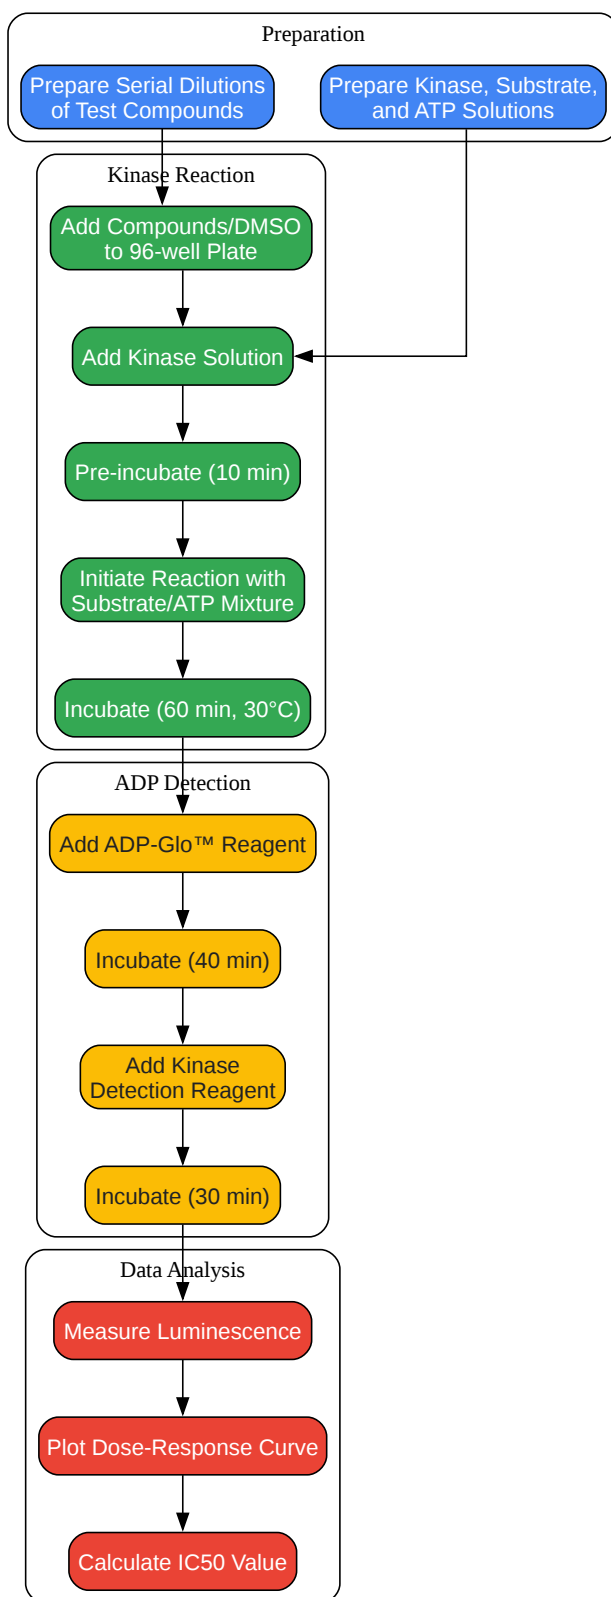 Preparation
Prepare Serial Dilutions
of Test Compounds
Prepare Kinase, Substrate,
and ATP Solutions
Kinase Reaction
Add Compounds/DMSO
to 96-well Plate
Add Kinase Solution
Pre-incubate (10 min)
Initiate Reaction with
Substrate/ATP Mixture
Incubate (60 min, 30°C)
ADP Detection
Add ADP-Glo™ Reagent
Incubate (40 min)
Add Kinase
Detection Reagent
Incubate (30 min)
Data Analysis
Measure Luminescence
Plot Dose-Response Curve
Calculate IC50 Value